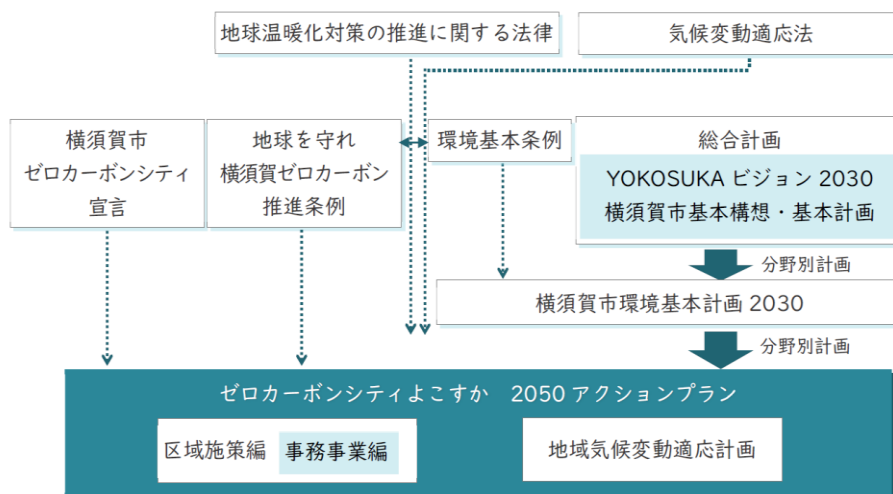 地球温暖化対策の推進に関する法律
気候変動適応法
横須賀市
ゼロカーボンシティ
宣言
地球を守れ
横須賀ゼロカーボン
推進条例
環境基本条例
総合計画
YOKOSUKA ビジョン 2030
横須賀市基本構想・基本計画
分野別計画
横須賀市環境基本計画 2030
分野別計画
ゼロカーボンシティよこすか 2050 アクションプラン
区域施策編 事務事業編
地域気候変動適応計画